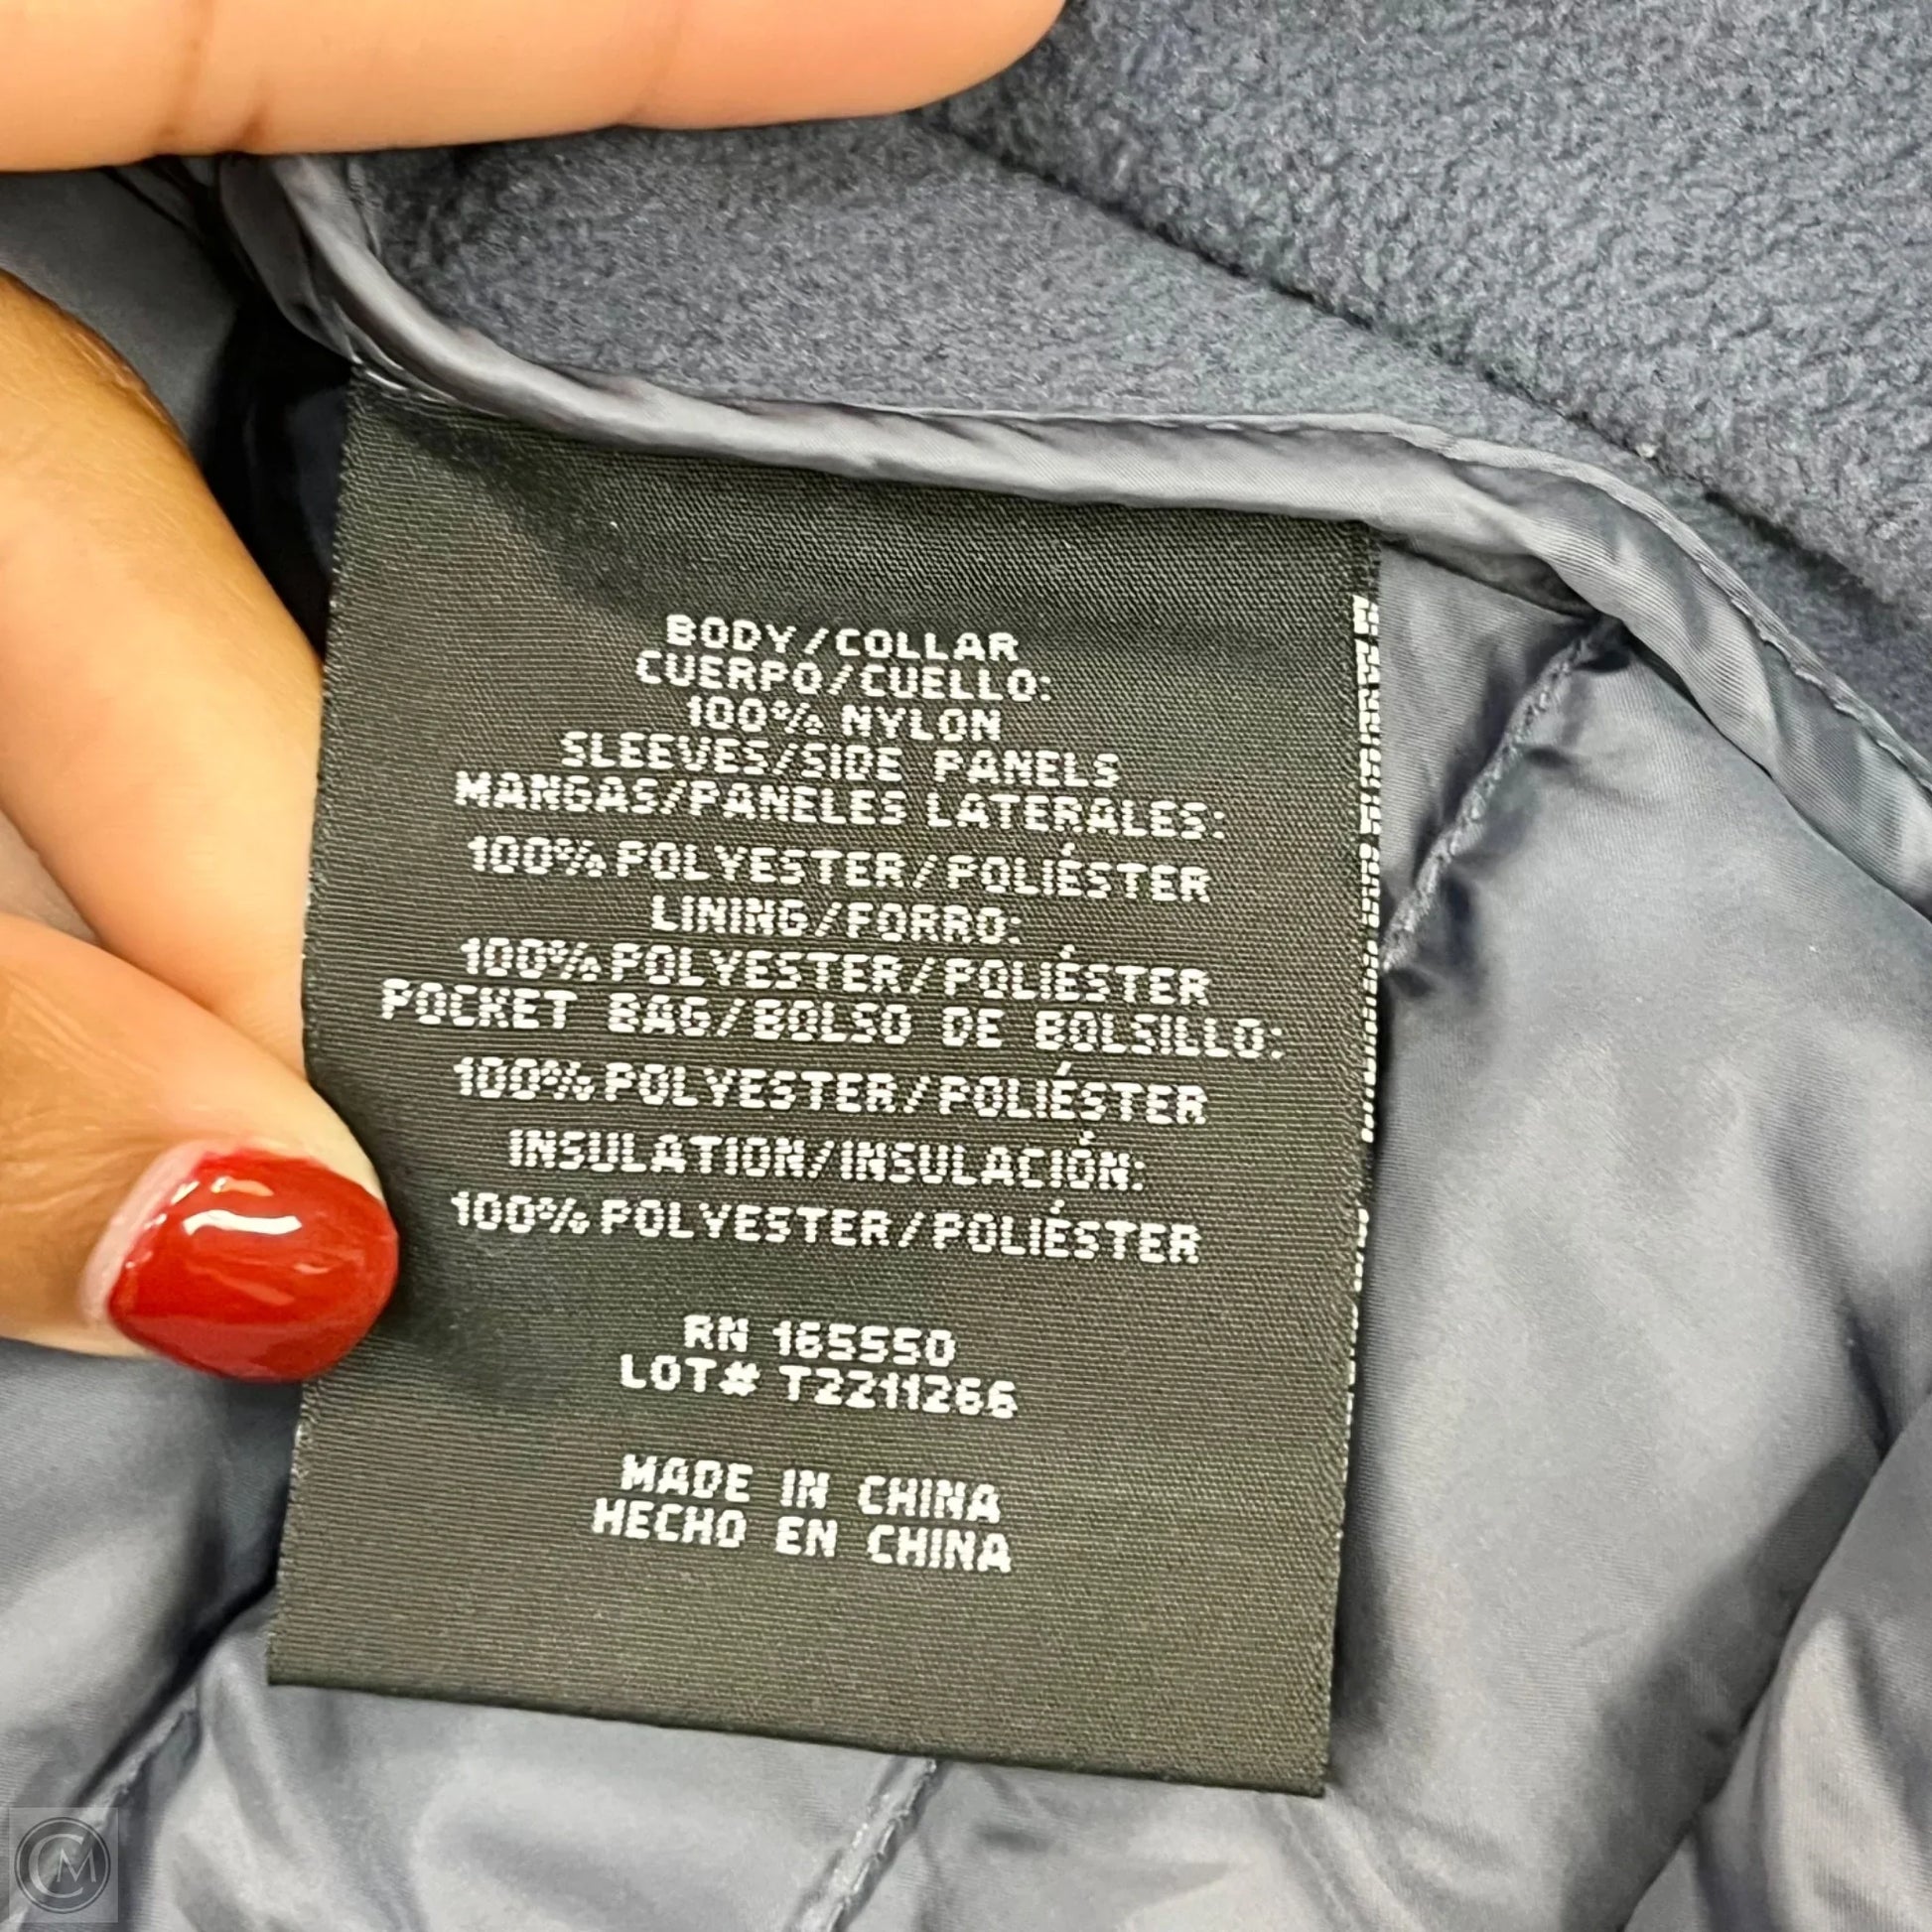 BODY/COLLAR
CUERPO/CUELLO:
100% NYLON
SLEEVES/SIDE PANELS
MANGAS/PANELES LATERALES:
100% POLYESTER/POLIÉSTER
LINING/FORRO:
100% POLYESTER/POLIÉSTER
POCKET BAG/BOLSO DE BOLSILLO:
100% POLYESTER/POLIÉSTER
INSULATION/INSULACIÓN:
100% POLYESTER/POLIÉSTER
RN 165550
LOT# T2211266
MADE IN CHINA
HECHO EN CHINA
CM